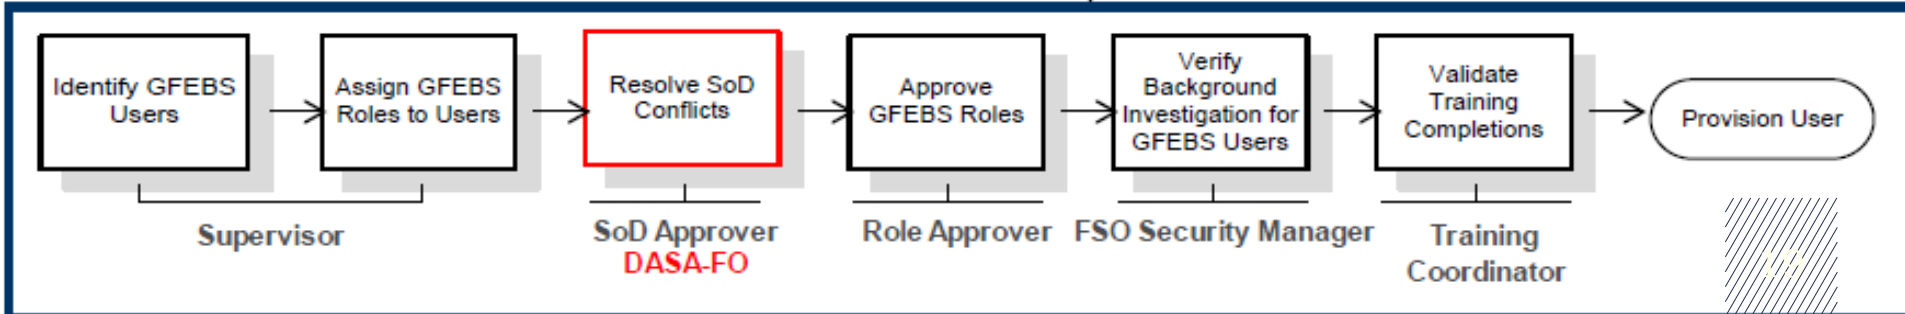 Identify GFEBS
Users
Assign GFEBS
Roles to Users
Resolve SoD
Conflicts
Approve
GFEBS Roles
Verify
Background
Investigation for
GFEBS Users
Validate
Training
Completions
Provision User
Supervisor
SoD Approver
DASA-FO
Role Approver
FSO Security Manager
Training
Coordinator